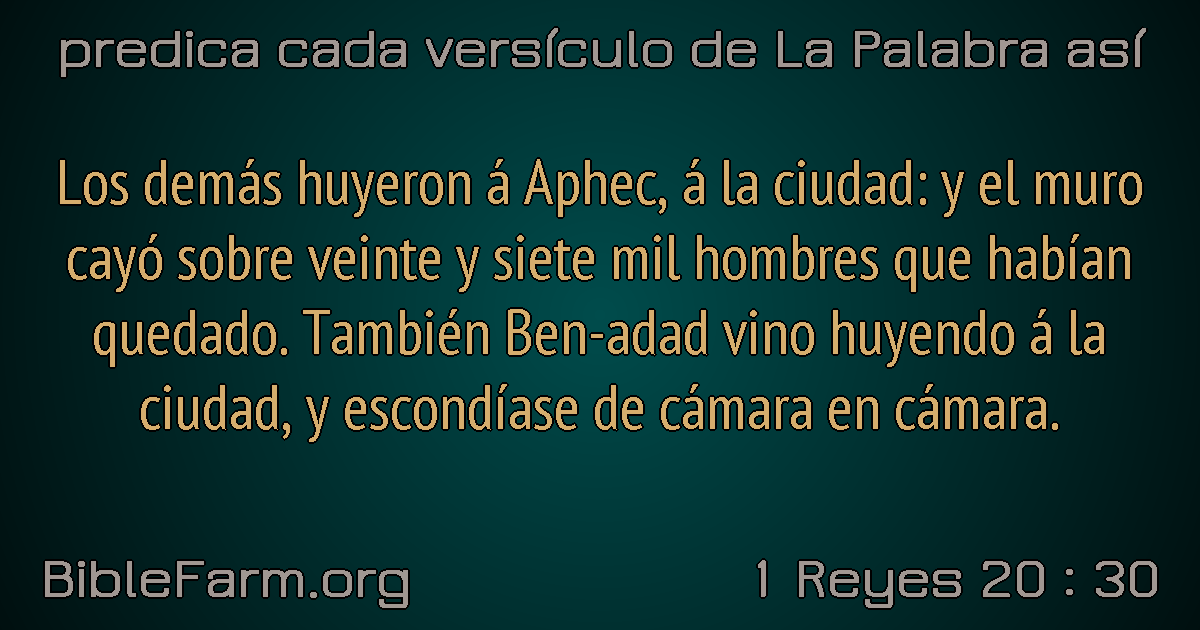 predica cada versículo de La Palabra así
Los demás huyeron á Aphec, á la ciudad: y el muro
cayó sobre veinte y siete mil hombres que habían
quedado. También Ben-adad vino huyendo á la
ciudad, y escondíase de cámara en cámara.
BibleFarm.org
1 Reyes 20 : 30